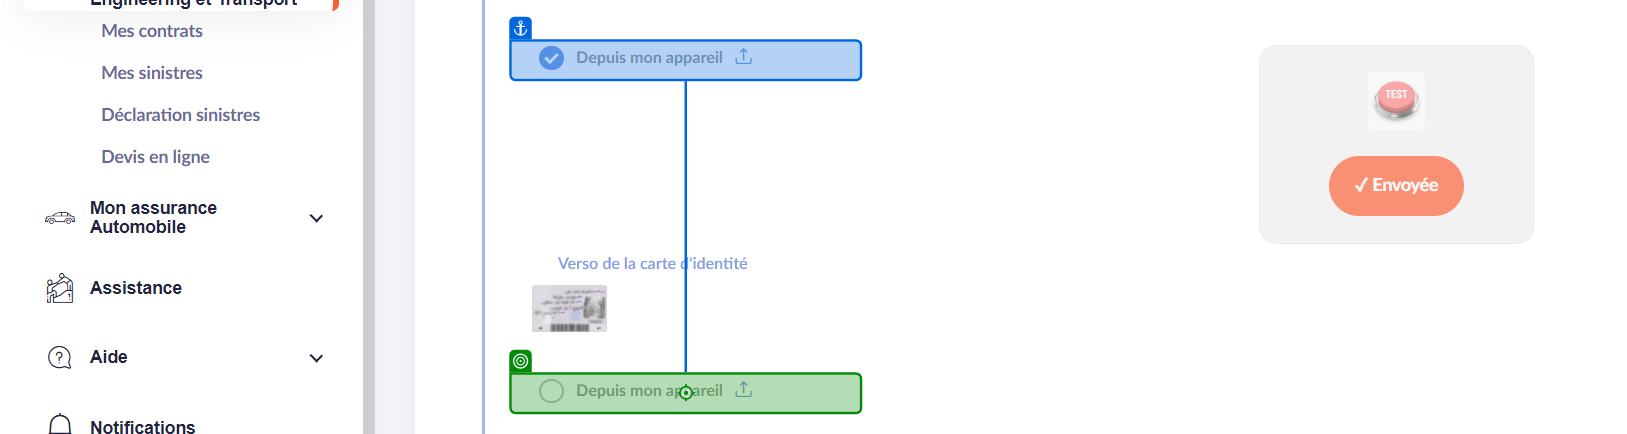 Engineering et Transport
Mes contrats
Mes sinistres
Déclaration sinistres
Devis en ligne
Mon assurance
Automobile
Assistance
Aide
Notifications
Depuis mon appareil
Verso de la carte d'identité
Depuis mon appareil
TEST
✓ Envoyée